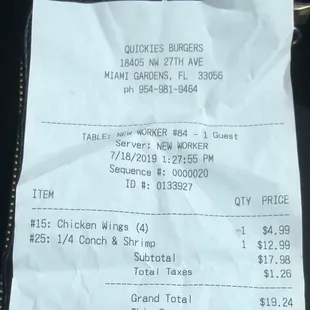 QUICKIES BURGERS
18405 NW 27TH AVE
MIAMI GARDENS, FL 33056
ph 954-981-9464
TABLE: NEW WORKER #84 - 1 Guest
Server: NEW WORKER
7/18/2019 1:27:55 PM
Sequence #: 0000020
ID #: 0133927
ITEM QTY PRICE
#15: Chicken Wings (4) 1 $4.99
#25: 1/4 Conch & Shrimp 1 $12.99
Subtotal $17.98
Total Taxes $1.26
Grand Total $19.24